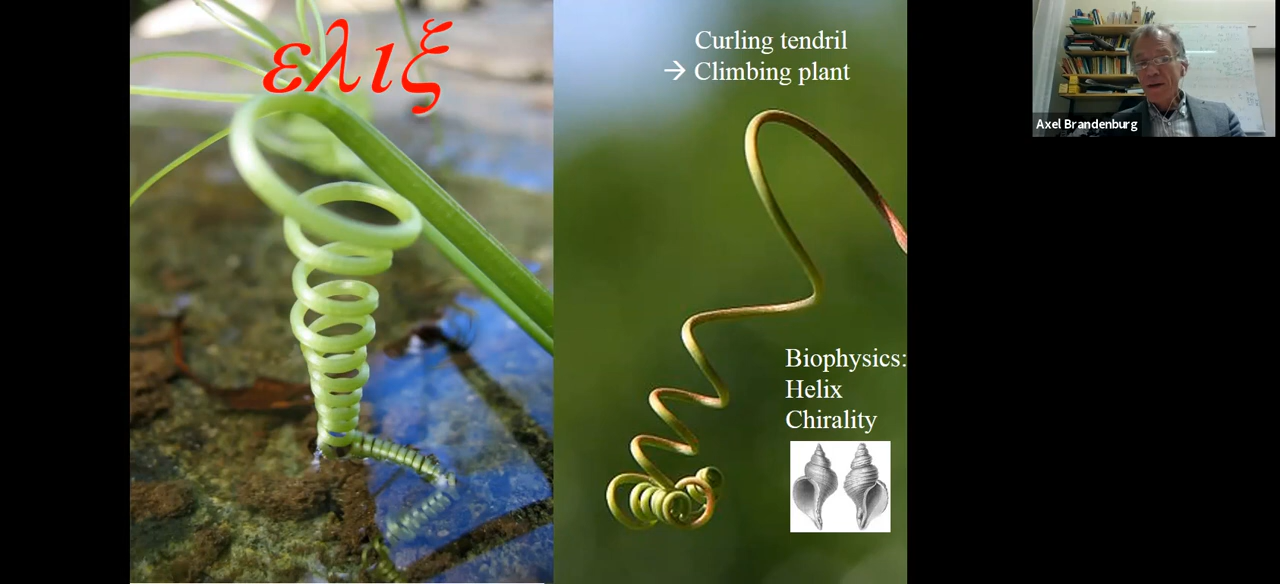 ελιξ
Curling tendril
→ Climbing plant
Biophysics:
Helix
Chirality
Axel Brandenburg